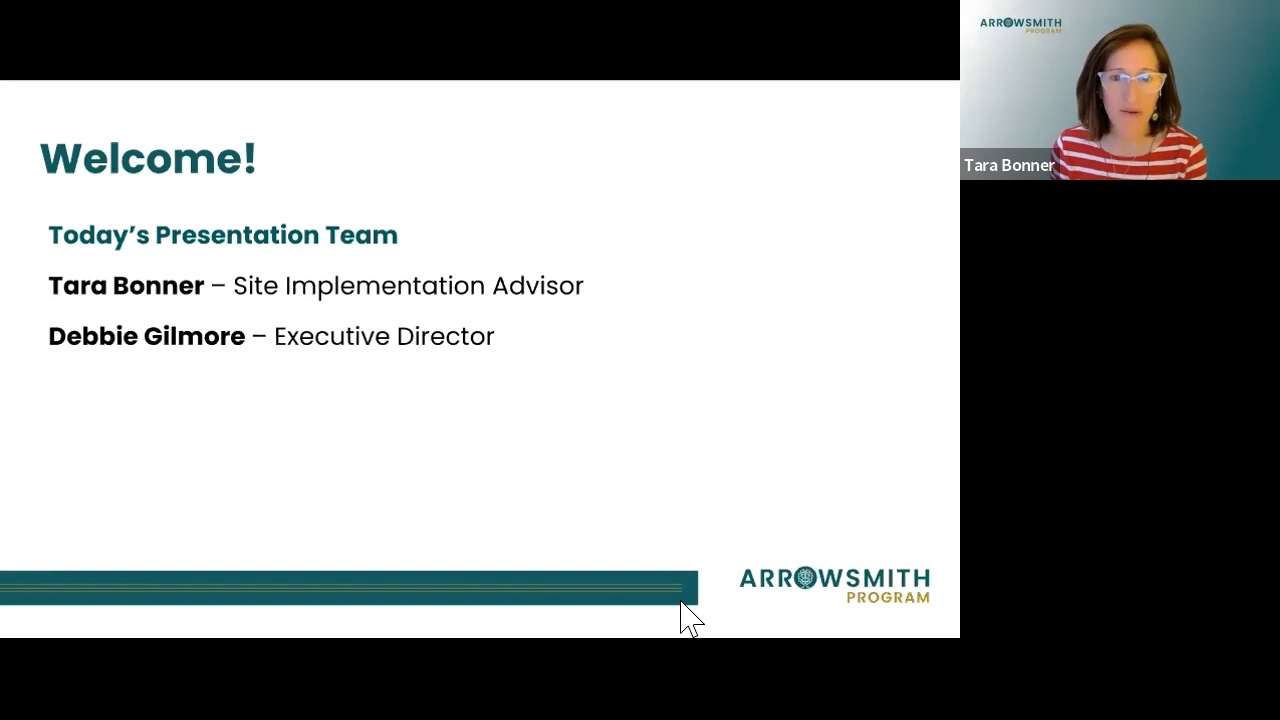 Welcome!
Today's Presentation Team
Tara Bonner – Site Implementation Advisor
Debbie Gilmore – Executive Director
ARROWSMITH
PROGRAM
ARROWSMITH
PROGRAM
Tara Bonner